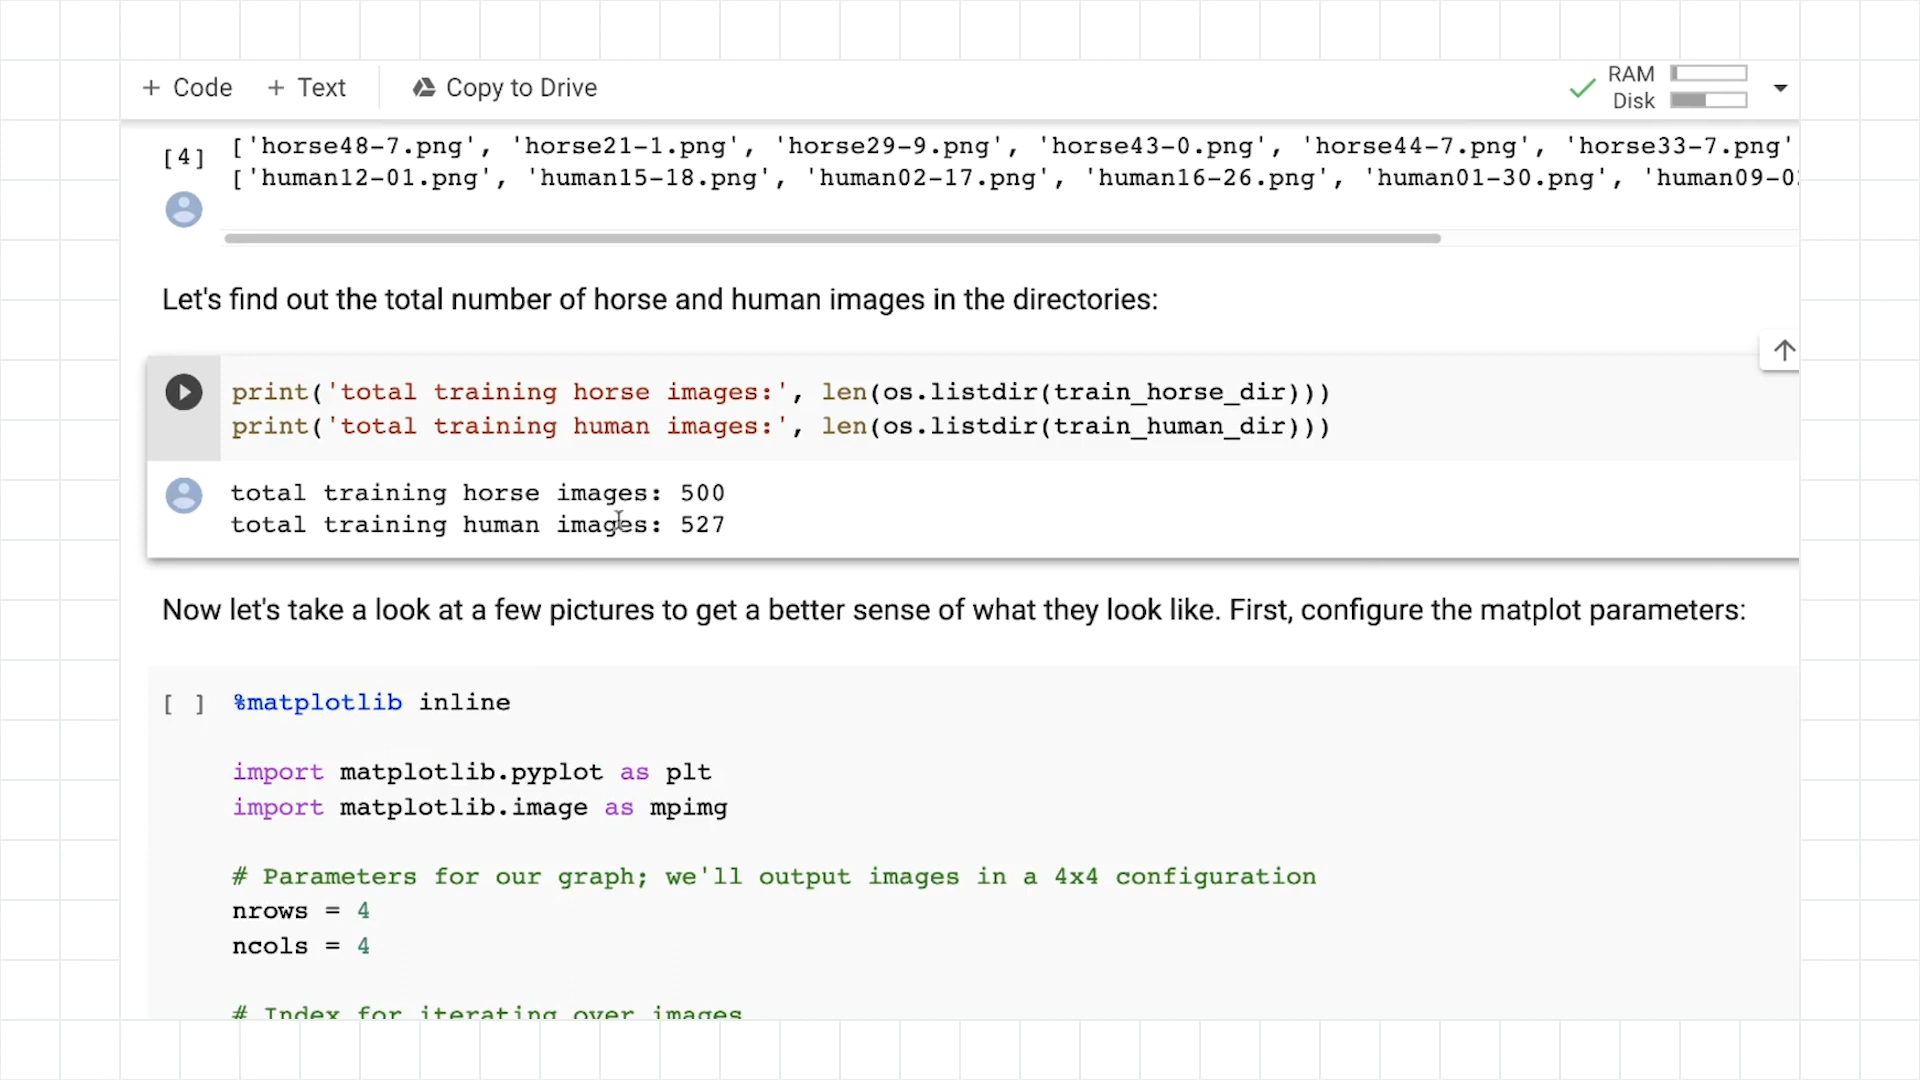 + Code + Text Copy to Drive
RAM
Disk
[4] ['horse48-7.png', 'horse21-1.png', 'horse29-9.png', 'horse43-0.png', 'horse44-7.png', 'horse33-7.png'
['human12-01.png', 'human15-18.png', 'human02-17.png', 'human16-26.png', 'human01-30.png', 'human09-0
Let's find out the total number of horse and human images in the directories:
print('total training horse images:', len(os.listdir(train_horse_dir)))
print('total training human images:', len(os.listdir(train_human_dir)))
total training horse images: 500
total training human images: 527
Now let's take a look at a few pictures to get a better sense of what they look like. First, configure the matplot parameters:
[ ] %matplotlib inline
import matplotlib.pyplot as plt
import matplotlib.image as mpimg
# Parameters for our graph; we'll output images in a 4x4 configuration
nrows = 4
ncols = 4
# Index for iterating over images